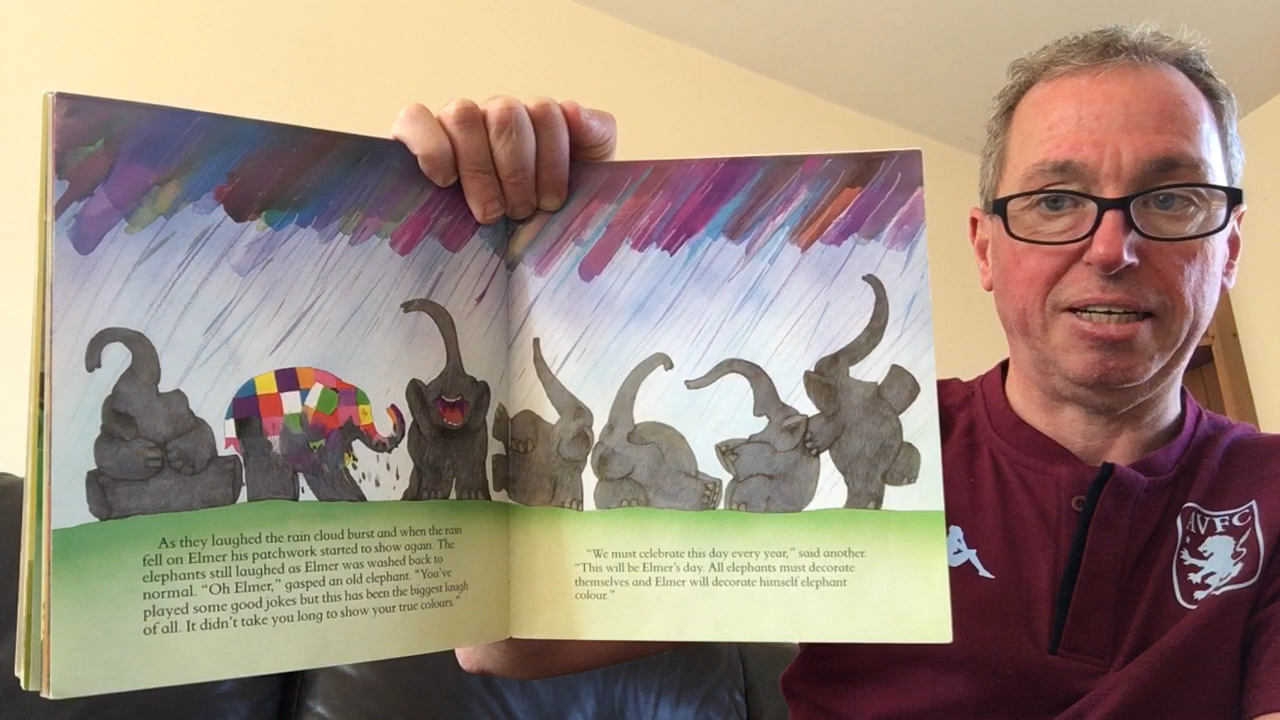 As they laughed the rain cloud burst and when the rain
fell on Elmer his patchwork started to show again. The
elephants still laughed as Elmer was washed back to
normal. “Oh Elmer,” gasped an old elephant. “You’ve
played some good jokes but this has been the biggest laugh
of all. It didn’t take you long to show your true colours.”
“We must celebrate this day every year,” said another.
“This will be Elmer’s day. All elephants must decorate
themselves and Elmer will decorate himself elephant
colour.”
AVFC